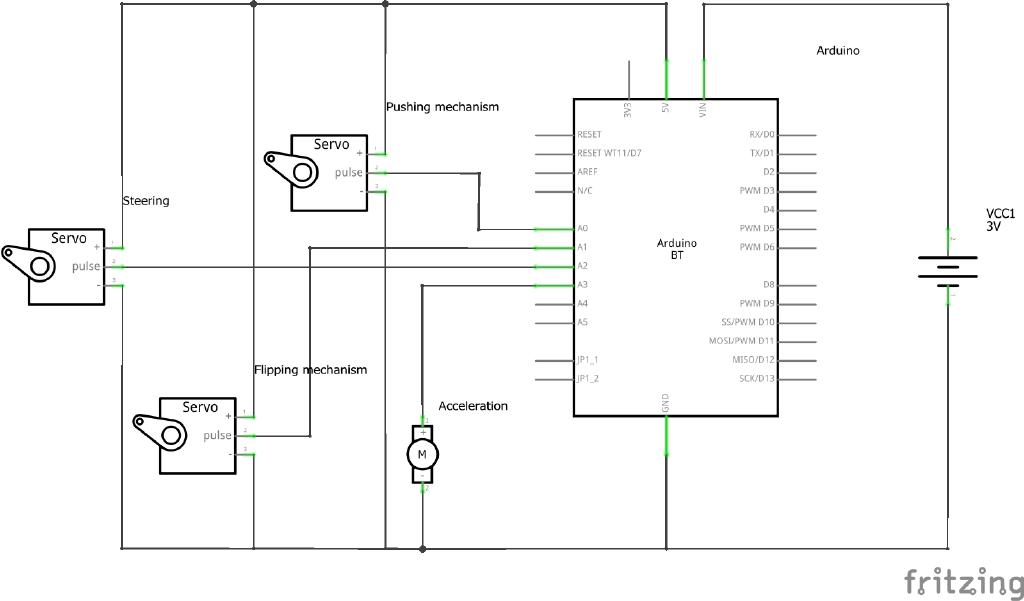 Arduino
3V3
5V
VIN
Pushing mechanism
Servo
+
pulse
-
RESET
RESET WT11/D7
AREF
N/C
A0
A1
A2
A3
A4
A5
JP1_1
JP1_2
GND
Arduino
BT
RX/D0
TX/D1
D2
PWM D3
D4
PWM D5
PWM D6
D8
PWM D9
SS/PWM D10
MOSI/PWM D11
MISO/D12
SCK/D13
VCC1
3V
Steering
Servo
+
pulse
-
Flipping mechanism
Servo
+
pulse
-
Acceleration
+
M
-
fritzing